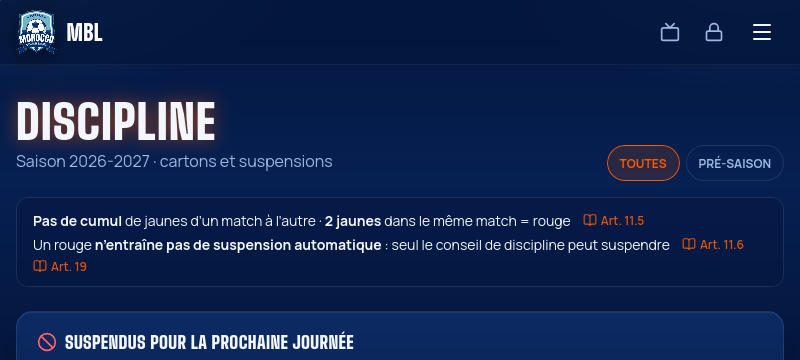 MOROCCO
MBL
DISCIPLINE
Saison 2026-2027 · cartons et suspensions
TOUTES
PRÉ-SAISON
Pas de cumul de jaunes d'un match à l'autre · 2 jaunes dans le même match = rouge Art. 11.5
Un rouge n'entraîne pas de suspension automatique : seul le conseil de discipline peut suspendre Art. 11.6
Art. 19
SUSPENDUS POUR LA PROCHAINE JOURNÉE